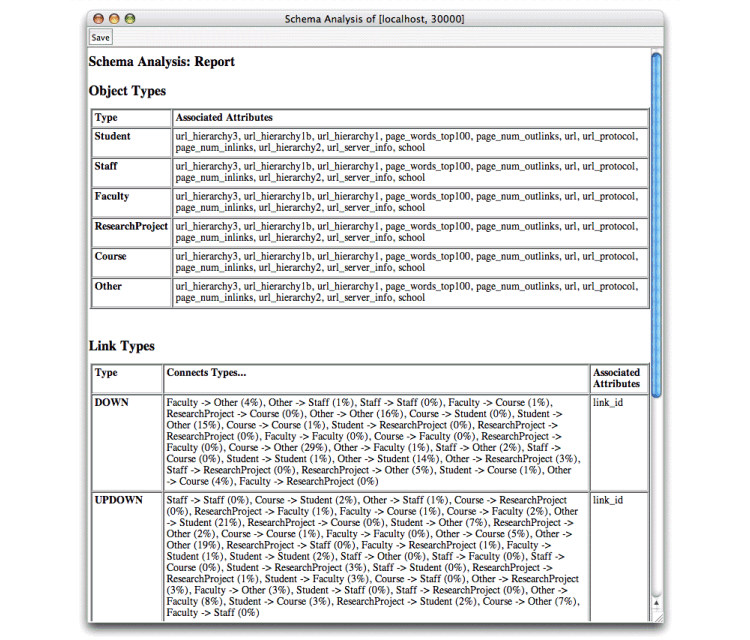 Schema Analysis of [localhost, 30000]
Save
Schema Analysis: Report
Object Types
Type Associated Attributes
Student url_hierarchy3, url_hierarchy1b, url_hierarchy1, page_words_top100, page_num_outlinks, url, url_protocol,
page_num_inlinks, url_hierarchy2, url_server_info, school
Staff url_hierarchy3, url_hierarchy1b, url_hierarchy1, page_words_top100, page_num_outlinks, url, url_protocol,
page_num_inlinks, url_hierarchy2, url_server_info, school
Faculty url_hierarchy3, url_hierarchy1b, url_hierarchy1, page_words_top100, page_num_outlinks, url, url_protocol,
page_num_inlinks, url_hierarchy2, url_server_info, school
ResearchProject url_hierarchy3, url_hierarchy1b, url_hierarchy1, page_words_top100, page_num_outlinks, url, url_protocol,
page_num_inlinks, url_hierarchy2, url_server_info, school
Course url_hierarchy3, url_hierarchy1b, url_hierarchy1, page_words_top100, page_num_outlinks, url, url_protocol,
page_num_inlinks, url_hierarchy2, url_server_info, school
Other url_hierarchy3, url_hierarchy1b, url_hierarchy1, page_words_top100, page_num_outlinks, url, url_protocol,
page_num_inlinks, url_hierarchy2, url_server_info, school
Link Types
Type Connects Types... Associated
Attributes
DOWN Faculty -> Other (4%), Other -> Staff (1%), Staff -> Staff (0%), Faculty -> Course (1%), link_id
ResearchProject -> Course (0%), Other -> Other (16%), Course -> Student (0%), Student ->
Other (15%), Course -> Course (1%), Student -> ResearchProject (0%), ResearchProject ->
ResearchProject (0%), Faculty -> Faculty (0%), Course -> Faculty (0%), ResearchProject ->
Faculty (0%), Course -> Other (29%), Other -> Faculty (1%), Staff -> Other (2%), Staff ->
Course (0%), Student -> Student (1%), Other -> Student (14%), Other -> ResearchProject (3%),
Staff -> ResearchProject (0%), ResearchProject -> Other (5%), Student -> Course (1%), Other
-> Course (4%), Faculty -> ResearchProject (0%)
UPDOWN Staff -> Staff (0%), Course -> Student (2%), Other -> Staff (1%), Course -> ResearchProject link_id
(0%), ResearchProject -> Faculty (1%), Faculty -> Course (1%), Course -> Faculty (2%), Other
-> Student (21%), ResearchProject -> Course (0%), Student -> Other (7%), ResearchProject ->
Other (2%), Course -> Course (1%), Faculty -> Faculty (0%), Other -> Course (5%), Other ->
Other (19%), ResearchProject -> Staff (0%), Faculty -> ResearchProject (1%), Faculty ->
Student (1%), Student -> Student (2%), Staff -> Other (0%), Staff -> Faculty (0%), Staff ->
Course (0%), Student -> ResearchProject (3%), Staff -> Student (0%), ResearchProject ->
ResearchProject (1%), Student -> Faculty (3%), Course -> Staff (0%), Other -> ResearchProject
(3%), Faculty -> Other (3%), Student -> Staff (0%), Staff -> ResearchProject (0%), Other ->
Faculty (8%), Student -> Course (3%), ResearchProject -> Student (2%), Course -> Other (7%),
Faculty -> Staff (0%)